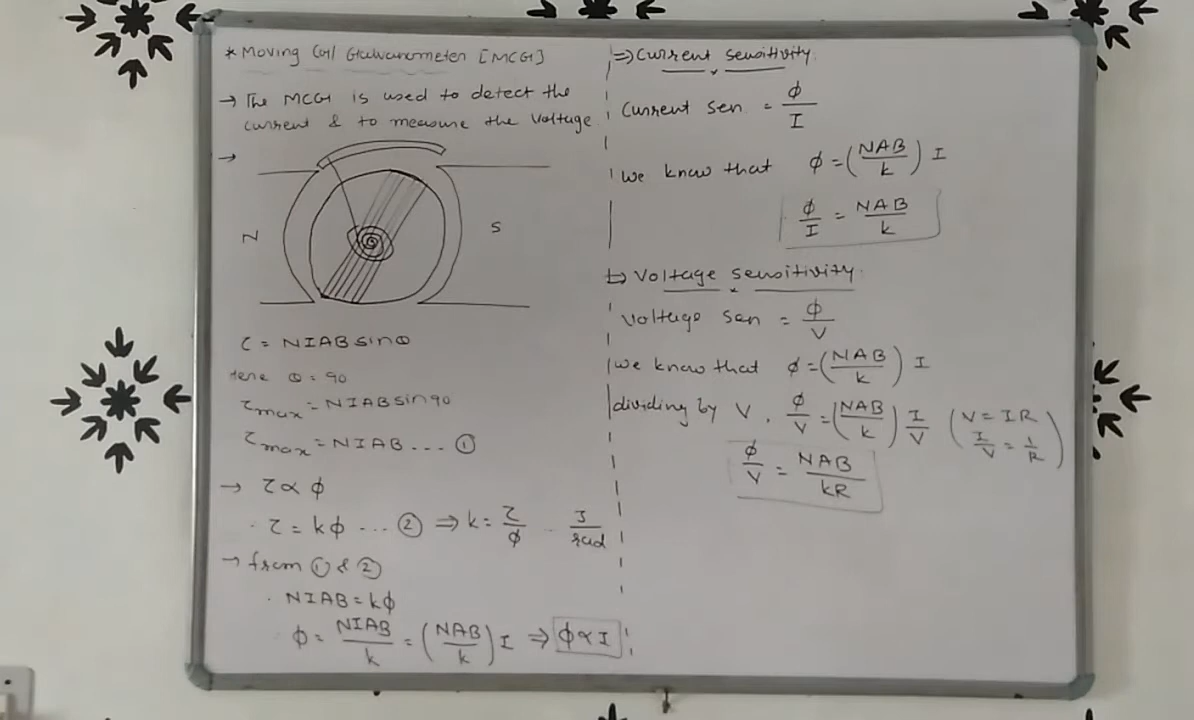 * Moving Coil Galvanometer [MCG]
→ The MCG is used to detect the
current & to measure the voltage
→
N
S
τ = NIAB sinθ
Here θ = 90
τmax = NIAB sin90
τmax = NIAB ... ①
→ τ ∝ ϕ
· τ = kϕ ... ② ⇒ k = τ/ϕ · J/rad
→ from ① & ②
· NIAB = kϕ
· ϕ = NIAB/k = (NAB/k) I ⇒ ϕ ∝ I
⇒ Current sensitivity
Current sen = ϕ/I
we know that ϕ = (NAB/k) I
ϕ/I = NAB/k
↳ Voltage sensitivity
Voltage sen = ϕ/V
we know that ϕ = (NAB/k) I
dividing by V, ϕ/V = (NAB/k) I/V (V = IR
I/V = 1/R)
ϕ/V = NAB/kR